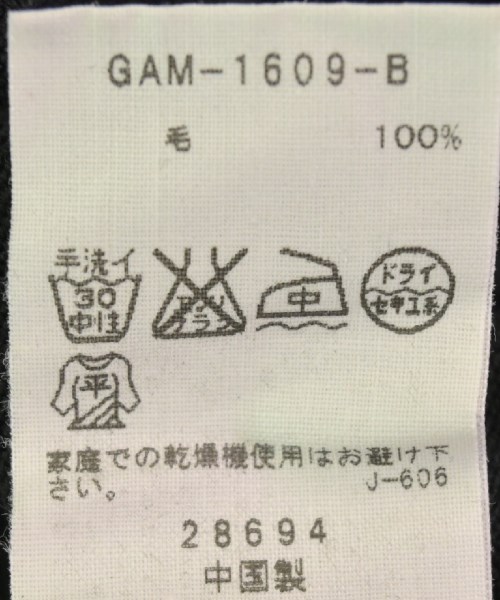 GAM-1609-B
毛 100%
手洗イ
30
中性
エンソ
サラシ
中
ドライ
セキユ系
平
家庭での乾燥機使用はお避け下
さい。
J-606
28694
中国製